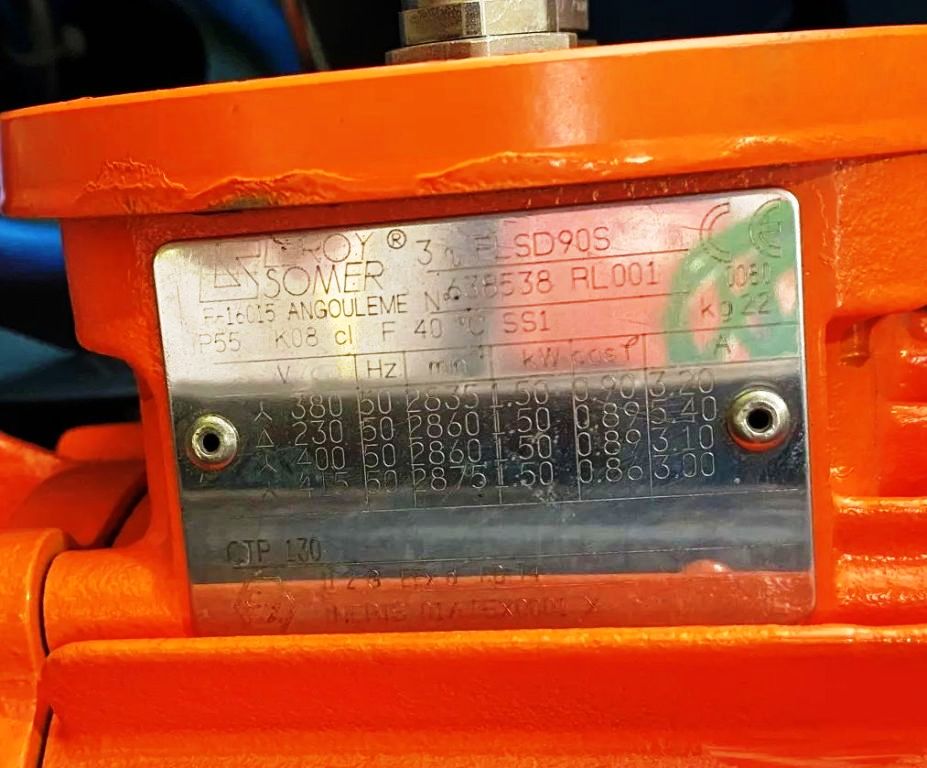 LEROY ® 3 ~ FLSD90S
SOMER N° 638538 RL001 0080
F-16015 ANGOULEME kg 22
IP55 K08 cl F 40 °C SS1
V Hz min⁻¹ kW cos φ A
⅄ 380 50 2835 1.50 0.90 3.20
Δ 230 50 2860 1.50 0.89 5.40
⅄ 400 50 2860 1.50 0.89 3.10
⅄ 415 50 2875 1.50 0.86 3.00
CTP 130
INERIS X